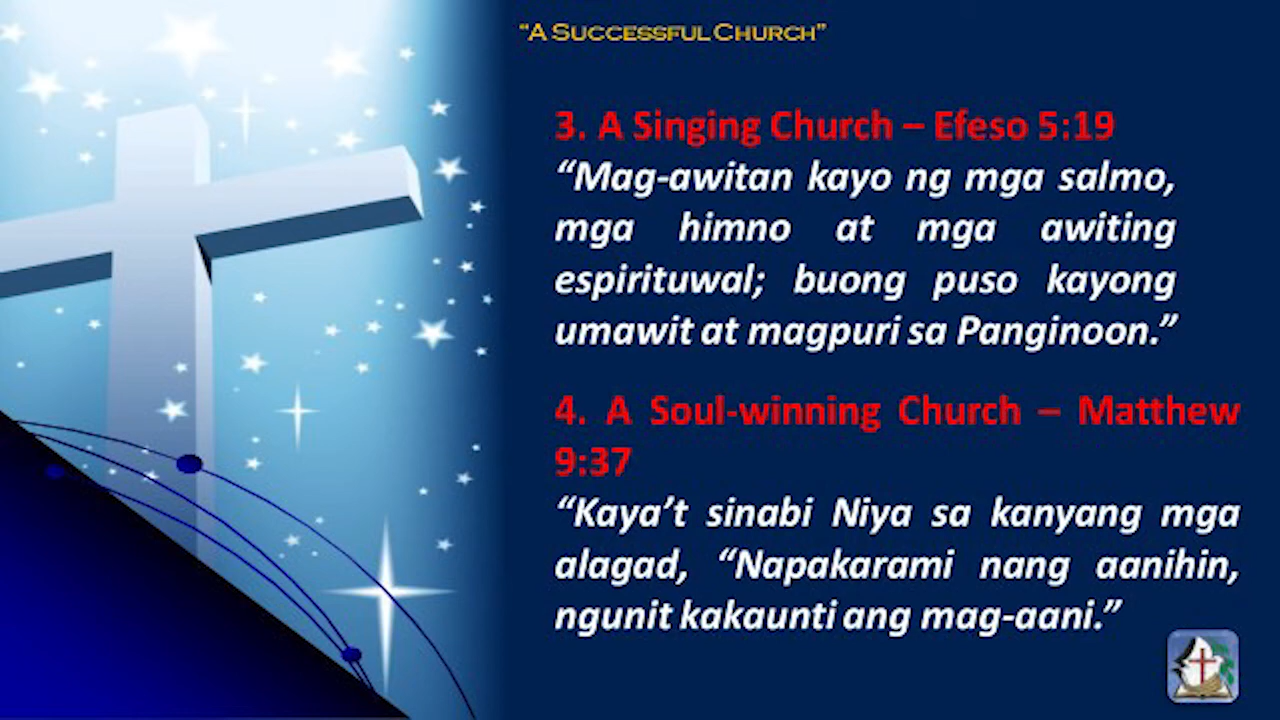 “A Successful Church”
3. A Singing Church – Efeso 5:19
“Mag-awitan kayo ng mga salmo,
mga himno at mga awiting
espirituwal; buong puso kayong
umawit at magpuri sa Panginoon.”
4. A Soul-winning Church – Matthew
9:37
“Kaya’t sinabi Niya sa kanyang mga
alagad, “Napakarami nang aanihin,
ngunit kakaunti ang mag-aani.”